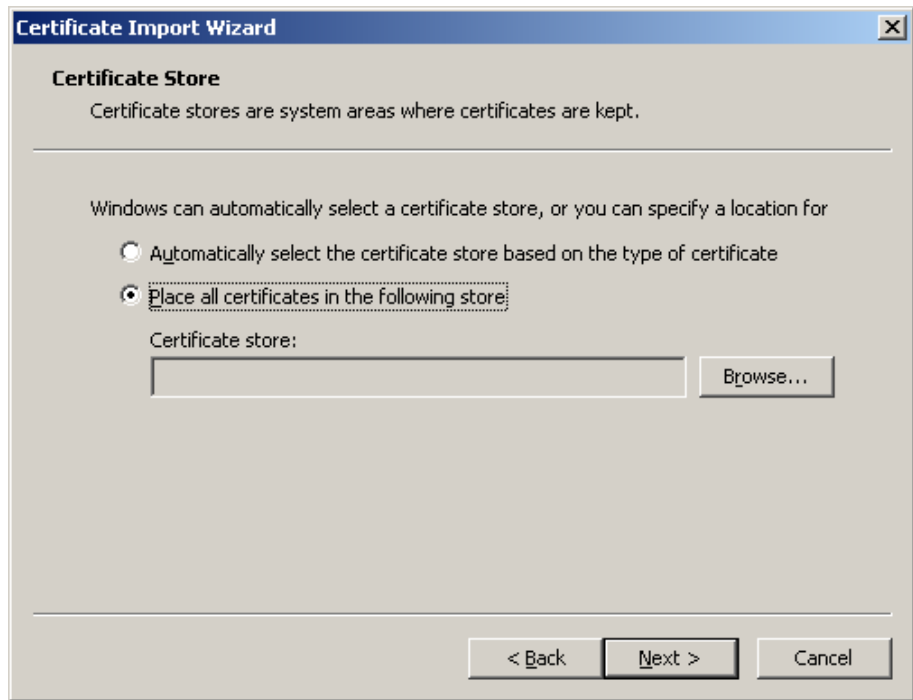 Certificate Import Wizard
Certificate Store
Certificate stores are system areas where certificates are kept.
Windows can automatically select a certificate store, or you can specify a location for
Automatically select the certificate store based on the type of certificate
Place all certificates in the following store
Certificate store:
Browse...
< Back Next > Cancel